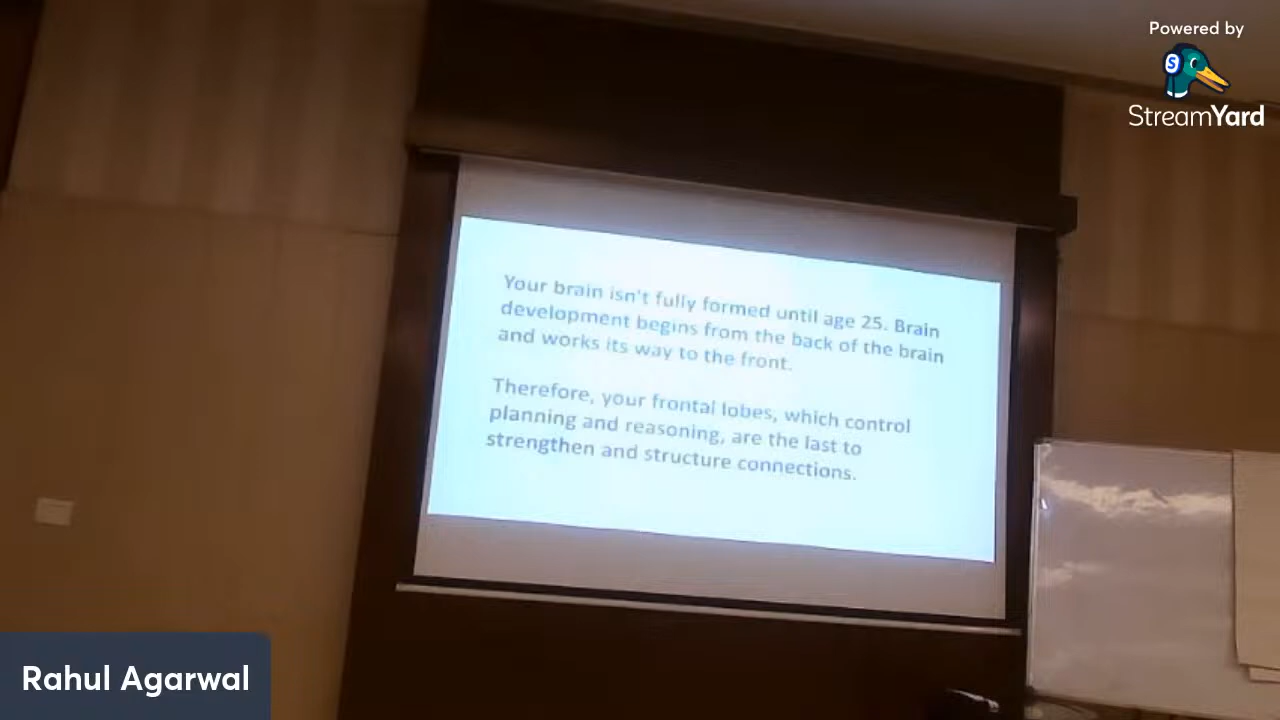 Powered by
StreamYard
Your brain isn't fully formed until age 25. Brain
development begins from the back of the brain
and works its way to the front.
Therefore, your frontal lobes, which control
planning and reasoning, are the last to
strengthen and structure connections.
Rahul Agarwal